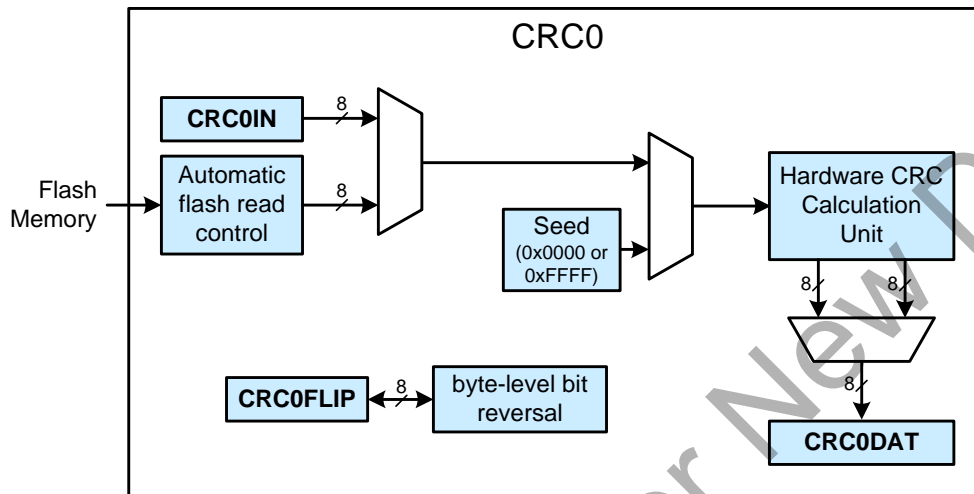 CRC0
CRC0IN
8
Automatic
flash read
control
8
Flash
Memory
Seed
(0x0000 or
0xFFFF)
Hardware CRC
Calculation
Unit
8
8
8
CRC0DAT
CRC0FLIP
8
byte-level bit
reversal
New